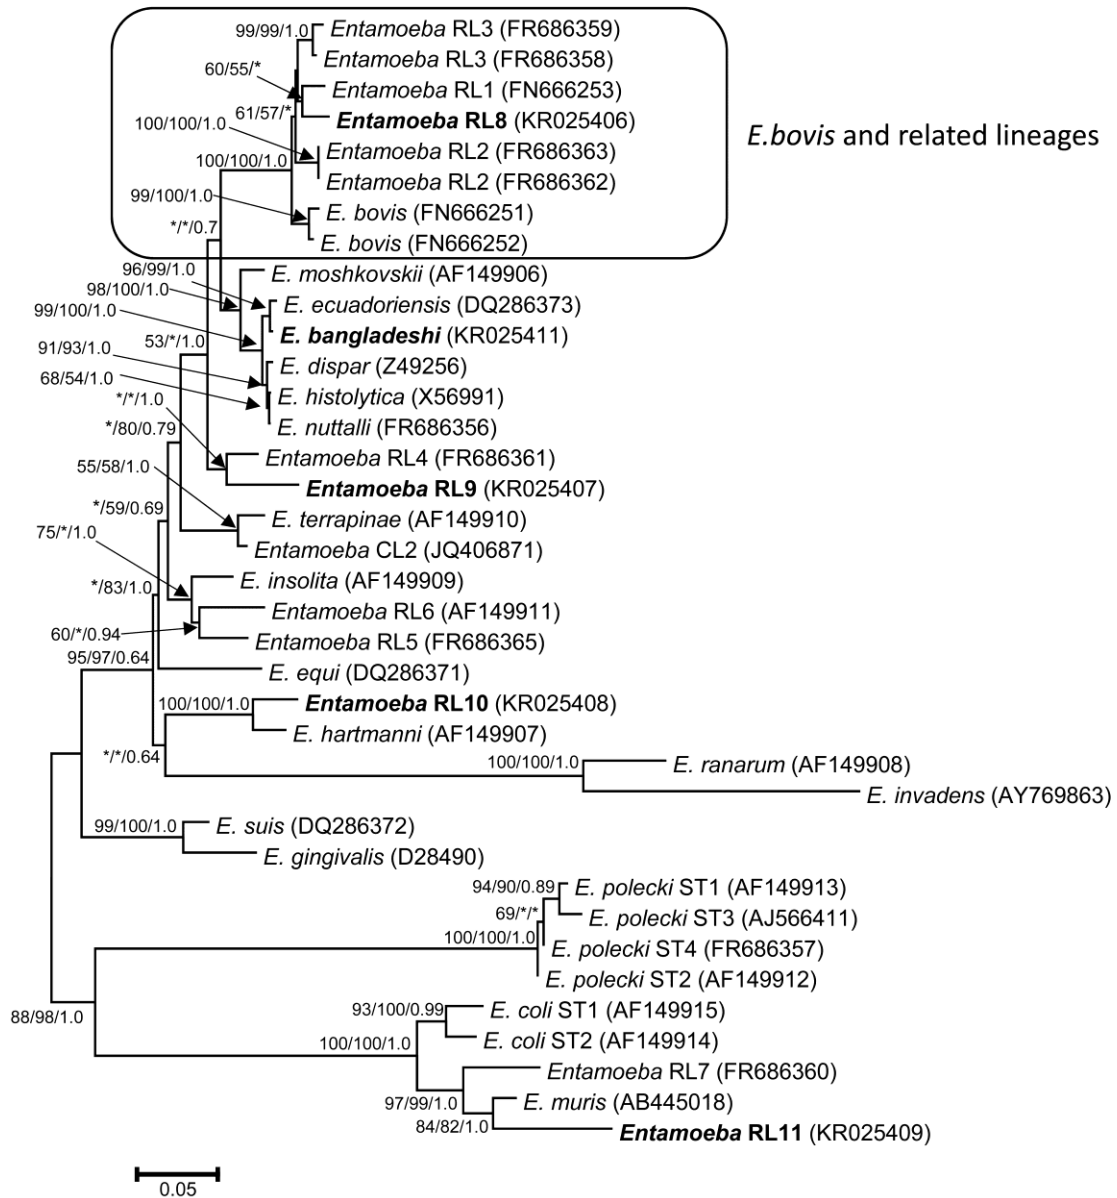 99/99/1.0
Entamoeba RL3 (FR686359)
Entamoeba RL3 (FR686358)
60/55/*
Entamoeba RL1 (FN666253)
61/57/*
Entamoeba RL8 (KR025406)
100/100/1.0
E.bovis and related lineages
Entamoeba RL2 (FR686363)
100/100/1.0
Entamoeba RL2 (FR686362)
99/100/1.0
E. bovis (FN666251)
*/*/0.7
E. bovis (FN666252)
96/99/1.0
E. moshkovskii (AF149906)
98/100/1.0
E. ecuadoriensis (DQ286373)
99/100/1.0
E. bangladeshi (KR025411)
53/*/1.0
91/93/1.0
E. dispar (Z49256)
68/54/1.0
E. histolytica (X56991)
*/*/1.0
E. nuttalli (FR686356)
*/80/0.79
Entamoeba RL4 (FR686361)
55/58/1.0
Entamoeba RL9 (KR025407)
*/59/0.69
E. terrapinae (AF149910)
75/*/1.0
Entamoeba CL2 (JQ406871)
*/83/1.0
E. insolita (AF149909)
Entamoeba RL6 (AF149911)
60/*/0.94
Entamoeba RL5 (FR686365)
95/97/0.64
E. equi (DQ286371)
100/100/1.0
Entamoeba RL10 (KR025408)
E. hartmanni (AF149907)
*/*/0.64
100/100/1.0
E. ranarum (AF149908)
E. invadens (AY769863)
99/100/1.0
E. suis (DQ286372)
E. gingivalis (D28490)
94/90/0.89
E. polecki ST1 (AF149913)
69/*/*
E. polecki ST3 (AJ566411)
100/100/1.0
E. polecki ST4 (FR686357)
E. polecki ST2 (AF149912)
88/98/1.0
93/100/0.99
E. coli ST1 (AF149915)
100/100/1.0
E. coli ST2 (AF149914)
Entamoeba RL7 (FR686360)
97/99/1.0
E. muris (AB445018)
84/82/1.0
Entamoeba RL11 (KR025409)
0.05